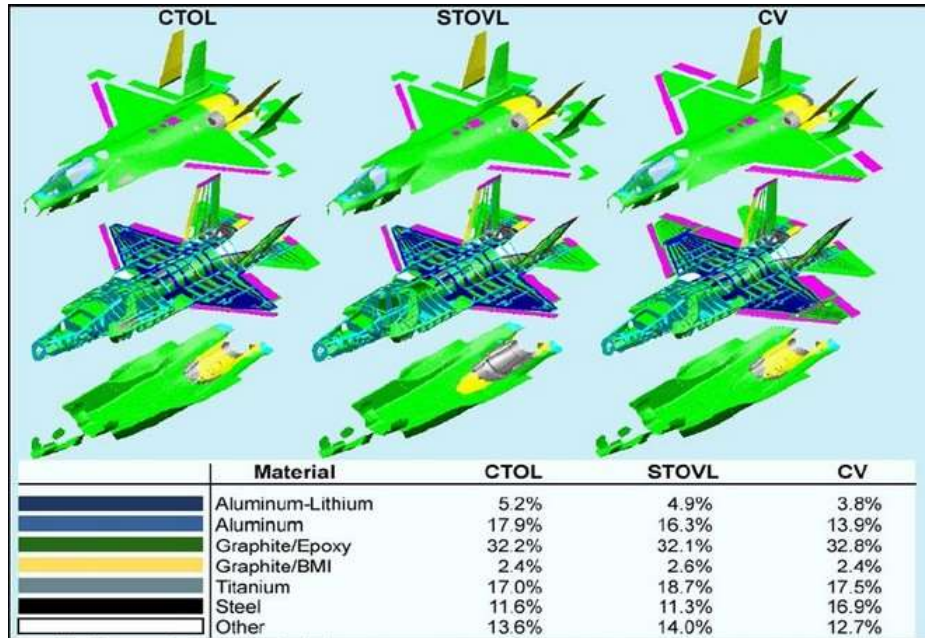 CTOL STOVL CV
Material CTOL STOVL CV
Aluminum-Lithium 5.2% 4.9% 3.8%
Aluminum 17.9% 16.3% 13.9%
Graphite/Epoxy 32.2% 32.1% 32.8%
Graphite/BMI 2.4% 2.6% 2.4%
Titanium 17.0% 18.7% 17.5%
Steel 11.6% 11.3% 16.9%
Other 13.6% 14.0% 12.7%